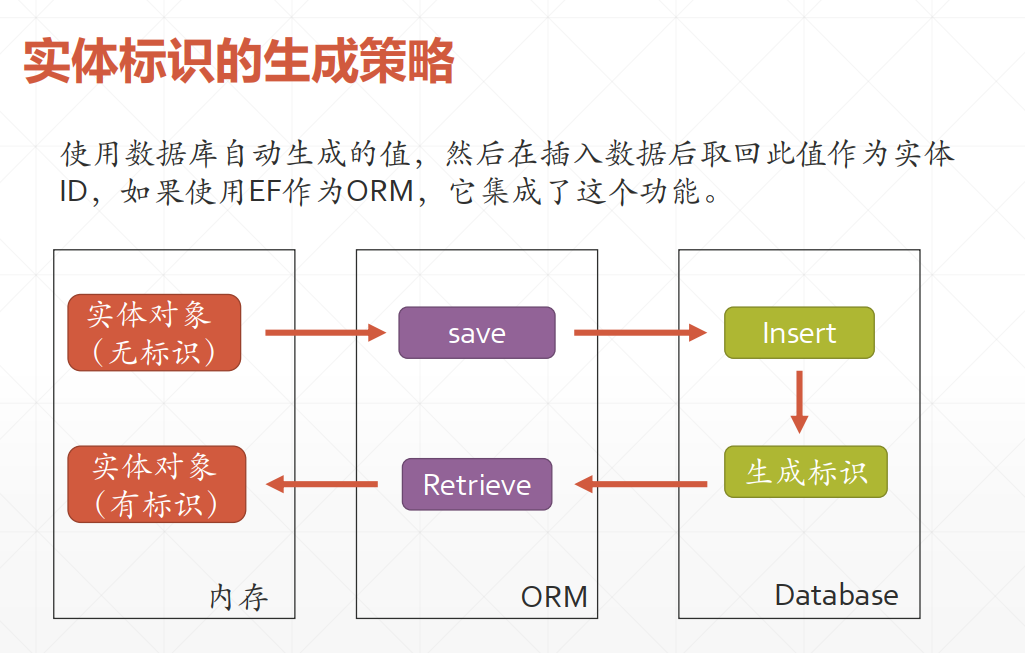 实体标识的生成策略
使用数据库自动生成的值，然后在插入数据后取回此值作为实体
ID，如果使用EF作为ORM，它集成了这个功能。
实体对象
（无标识）
save
Insert
实体对象
（有标识）
Retrieve
生成标识
内存
ORM
Database